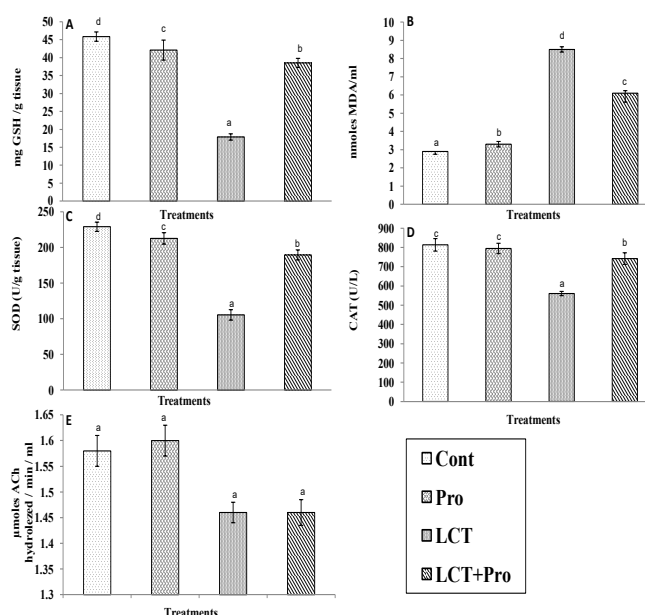 A
mg GSH /g tissue
50
45
40
35
30
25
20
15
10
5
0
d
c
a
b
Treatments
B
nmoles MDA/ml
10
9
8
7
6
5
4
3
2
1
0
a
b
d
c
C
SOD (U/g tissue)
250
200
150
100
50
0
d
c
a
b
Treatments
D
CAT (U/L)
900
800
700
600
500
400
300
200
100
0
c
c
a
b
Treatments
E
µmoles ACh
hydrolezed / min / ml
1.65
1.6
1.55
1.5
1.45
1.4
1.35
1.3
a
a
a
a
Treatments
Cont
Pro
LCT
LCT+Pro